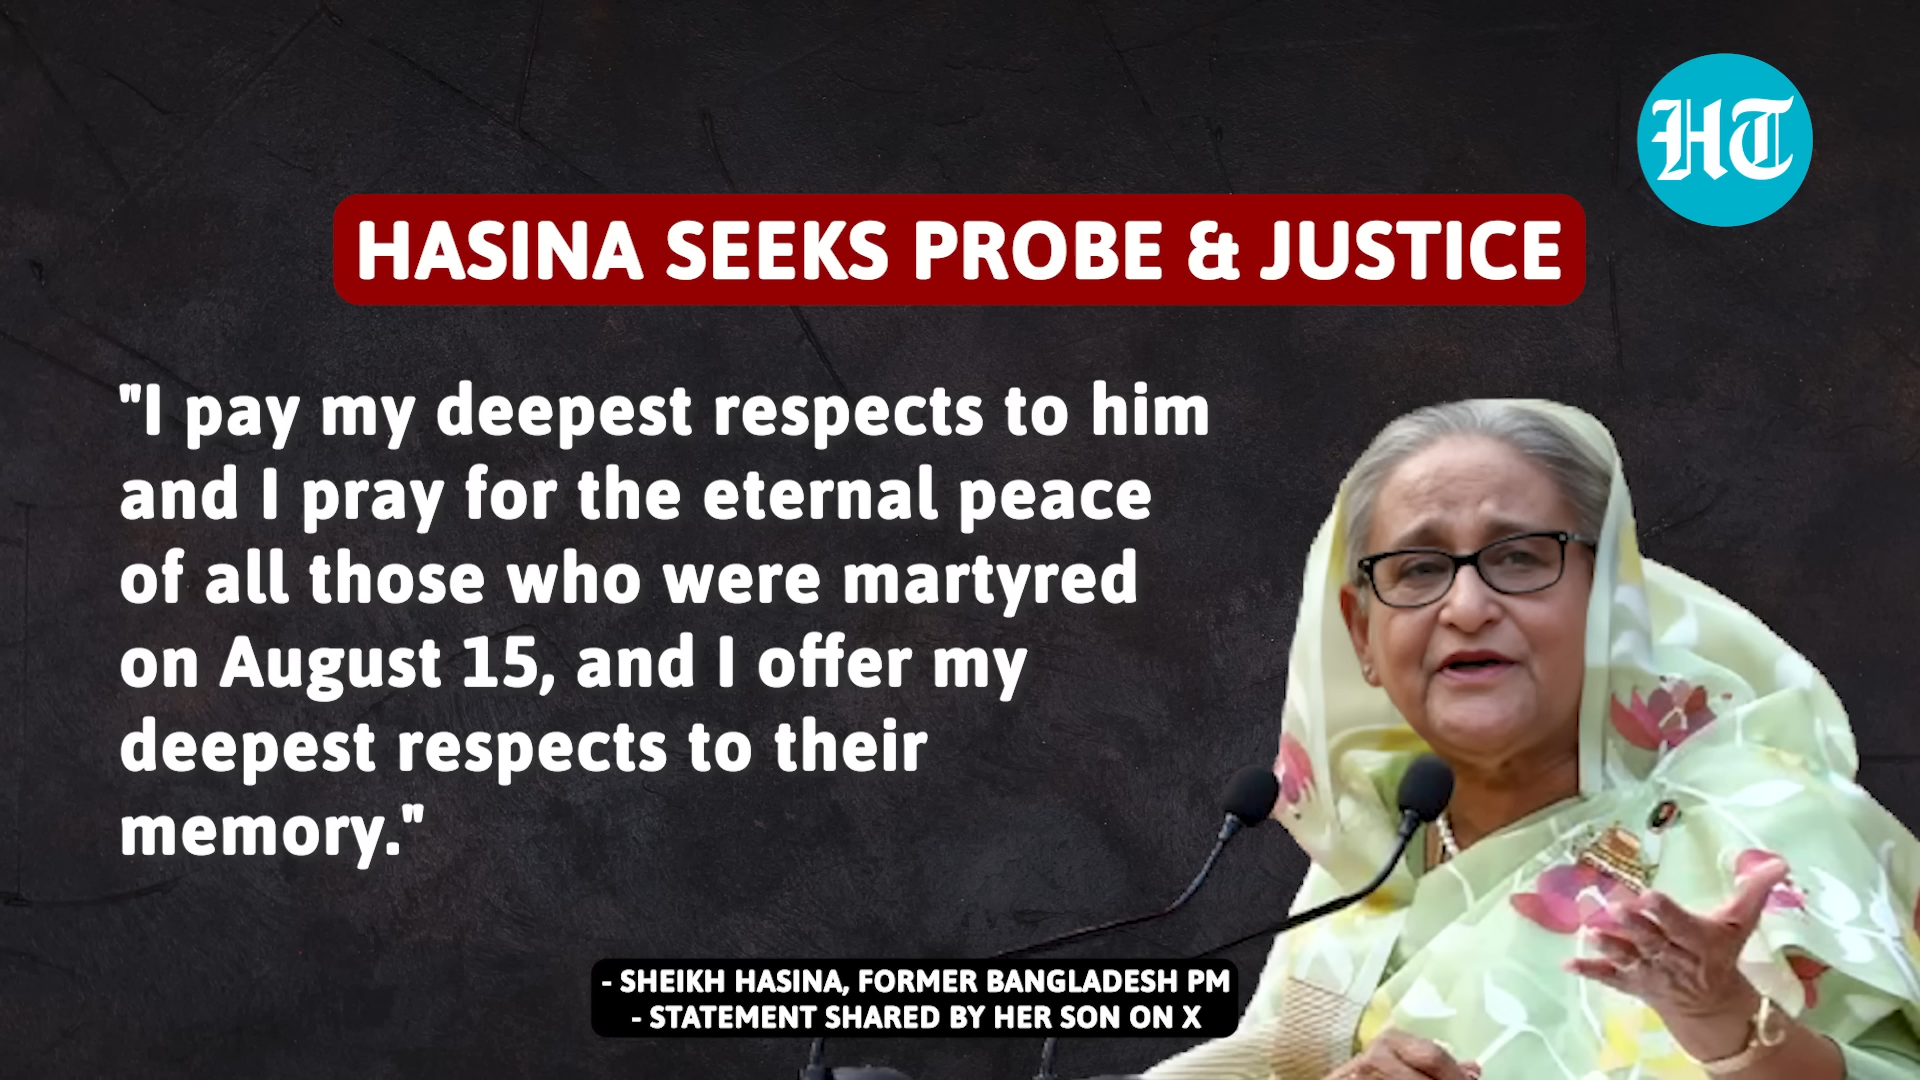 HT
HASINA SEEKS PROBE & JUSTICE
"I pay my deepest respects to him
and I pray for the eternal peace
of all those who were martyred
on August 15, and I offer my
deepest respects to their
memory."
- SHEIKH HASINA, FORMER BANGLADESH PM
- STATEMENT SHARED BY HER SON ON X